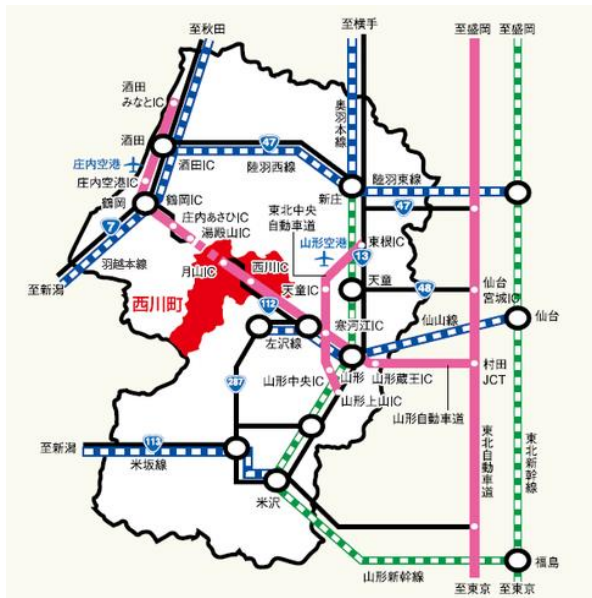 至秋田
至横手
至盛岡
至盛岡
酒田
みなとIC
奥羽本線
酒田
47
庄内空港
酒田IC
陸羽西線
庄内空港IC
新庄
陸羽東線
鶴岡
鶴岡IC
47
庄内あさひIC
東北中央
自動車道
7
湯殿山IC
山形空港
東根IC
羽越本線
13
月山IC
西川IC
天童
至新潟
天童IC
48
仙台
宮城IC
西川町
112
寒河江IC
仙山線
仙台
左沢線
山形
村田
JCT
287
山形中央IC
山形蔵王IC
山形上山IC
山形自動車道
至新潟
113
東北自動車道
東北新幹線
米坂線
米沢
福島
山形新幹線
至東京
至東京